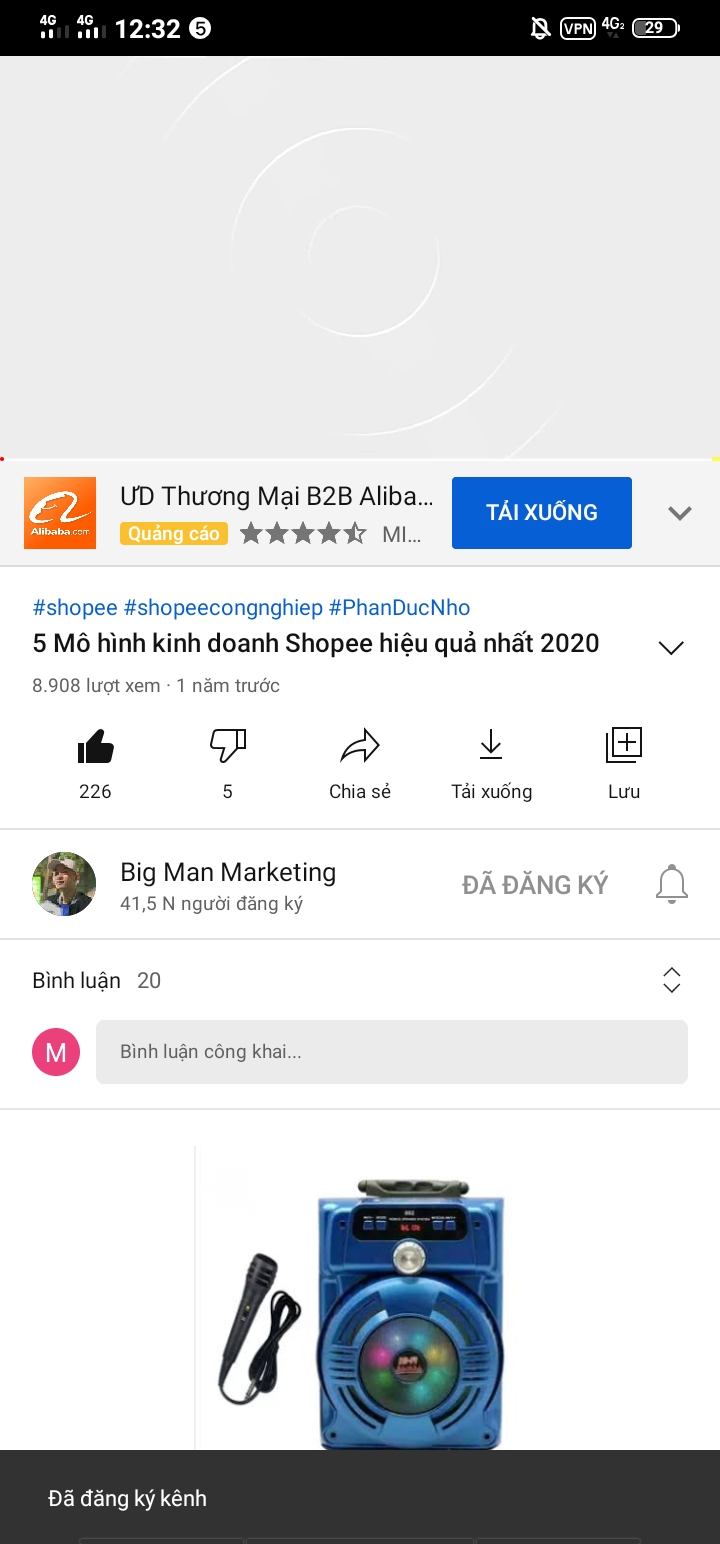 4G 4G 12:32 5 VPN 4G2 29
Alibaba.com
ƯD Thương Mại B2B Aliba...
TẢI XUỐNG
Quảng cáo MI...
#shopee #shopeecongnghiep #PhanDucNho
5 Mô hình kinh doanh Shopee hiệu quả nhất 2020
8.908 lượt xem · 1 năm trước
226 5 Chia sẻ Tải xuống Lưu
Big Man Marketing
ĐÃ ĐĂNG KÝ
41,5 N người đăng ký
Bình luận 20
M Bình luận công khai...
Đã đăng ký kênh